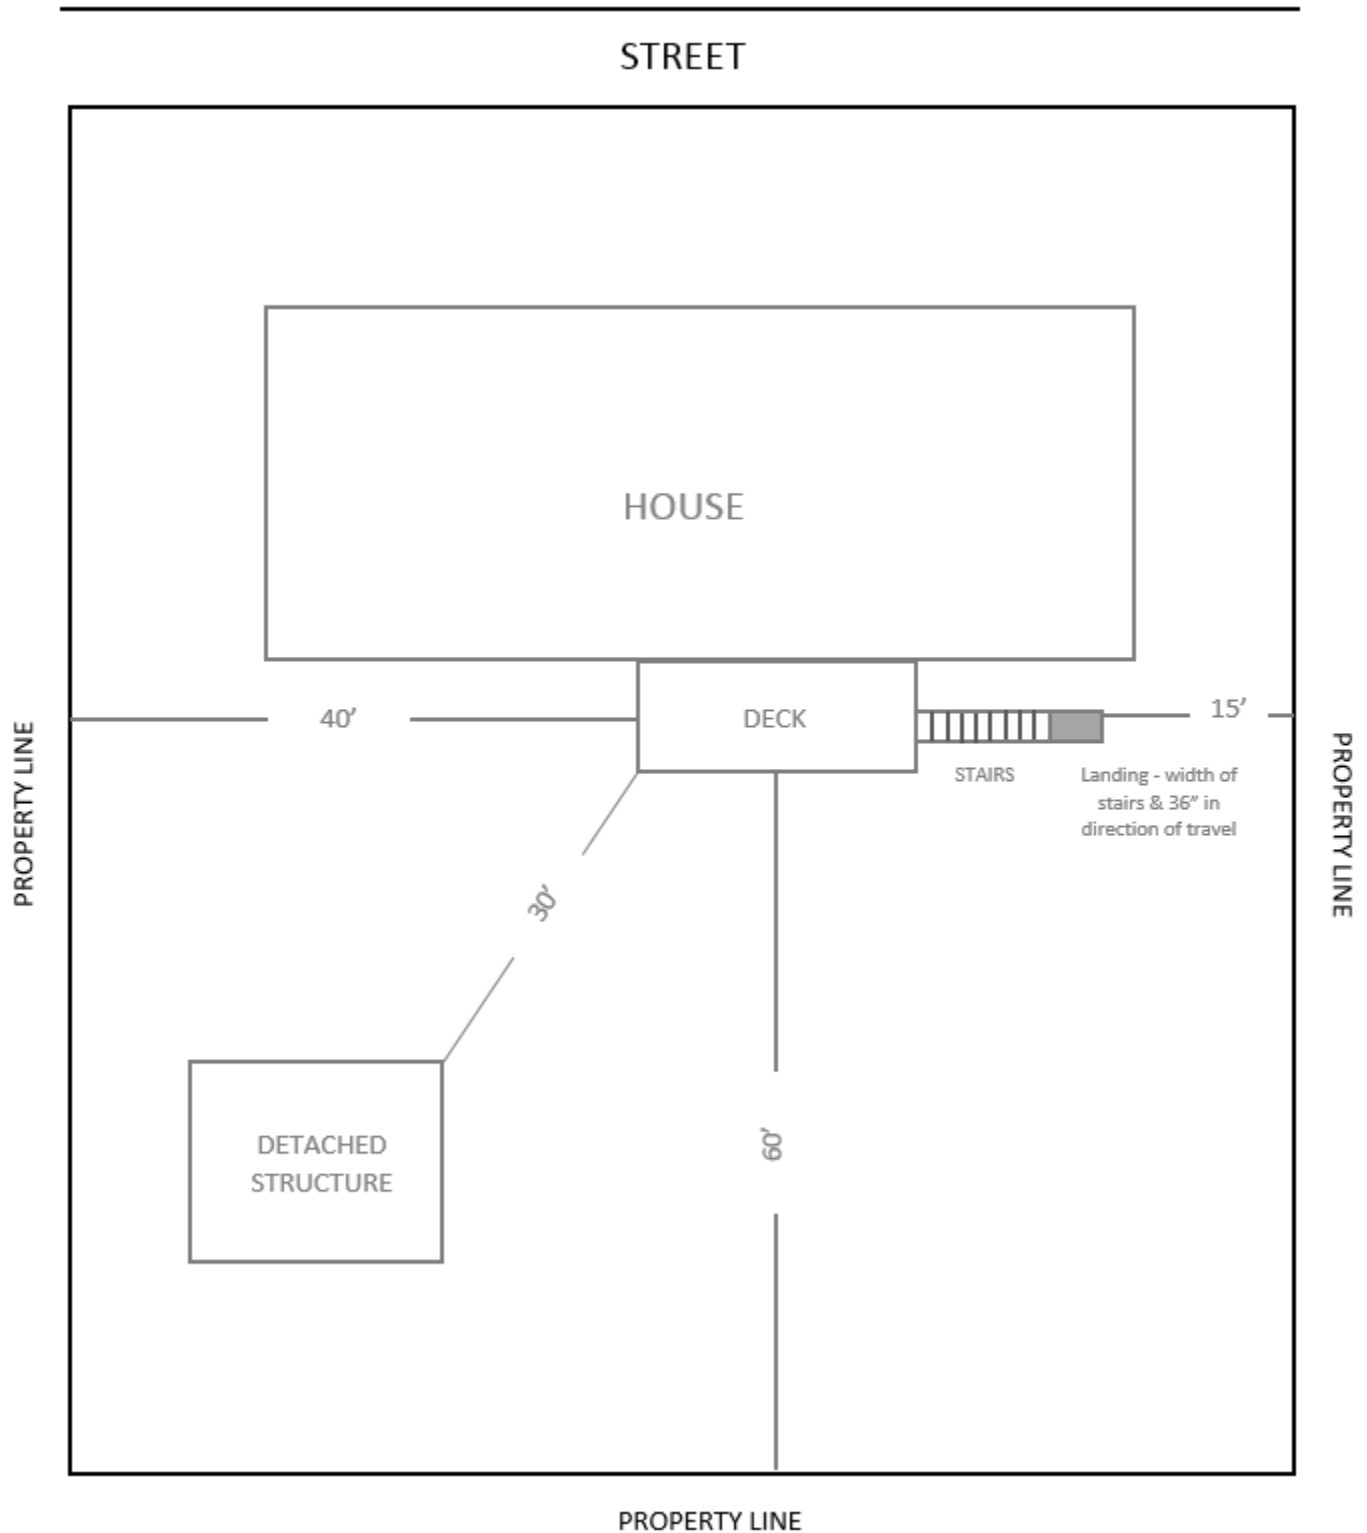 STREET
HOUSE
40’
DECK
15’
STAIRS
Landing - width of
stairs & 36” in
direction of travel
PROPERTY LINE
PROPERTY LINE
30’
60’
DETACHED
STRUCTURE
PROPERTY LINE